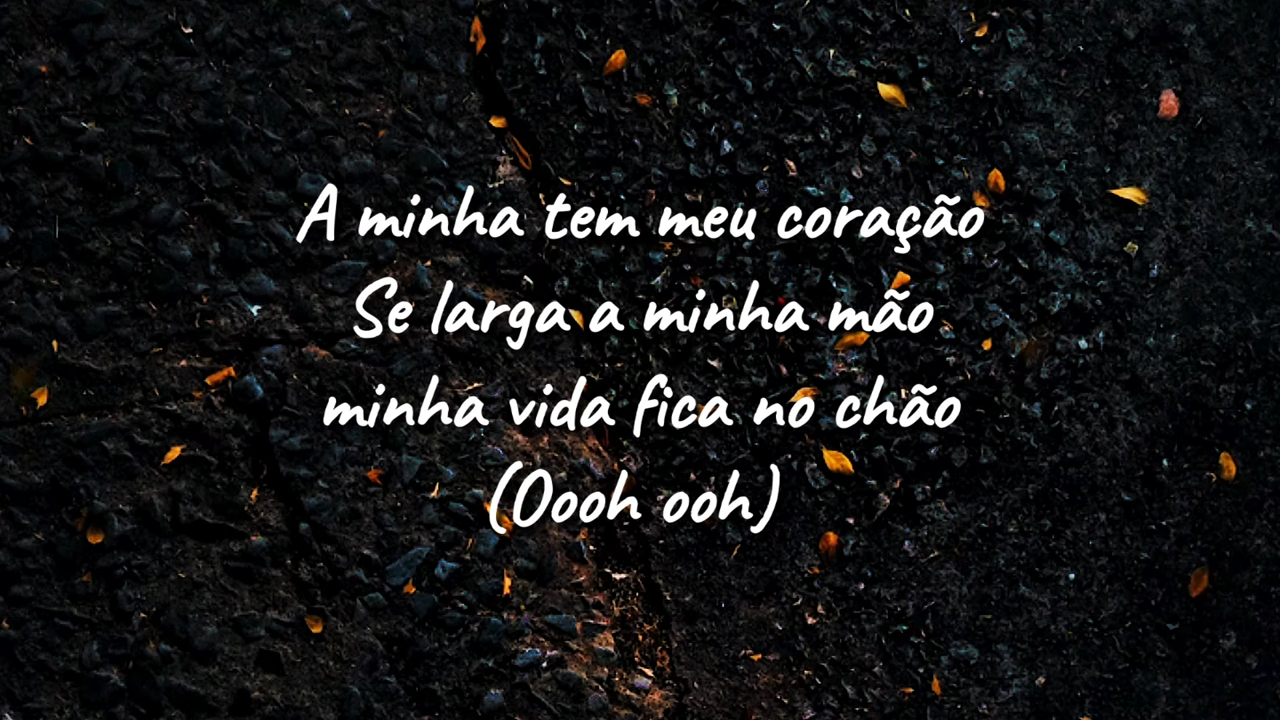 A minha tem meu coração
Se larga a minha mão
minha vida fica no chão
(Oooh ooh)